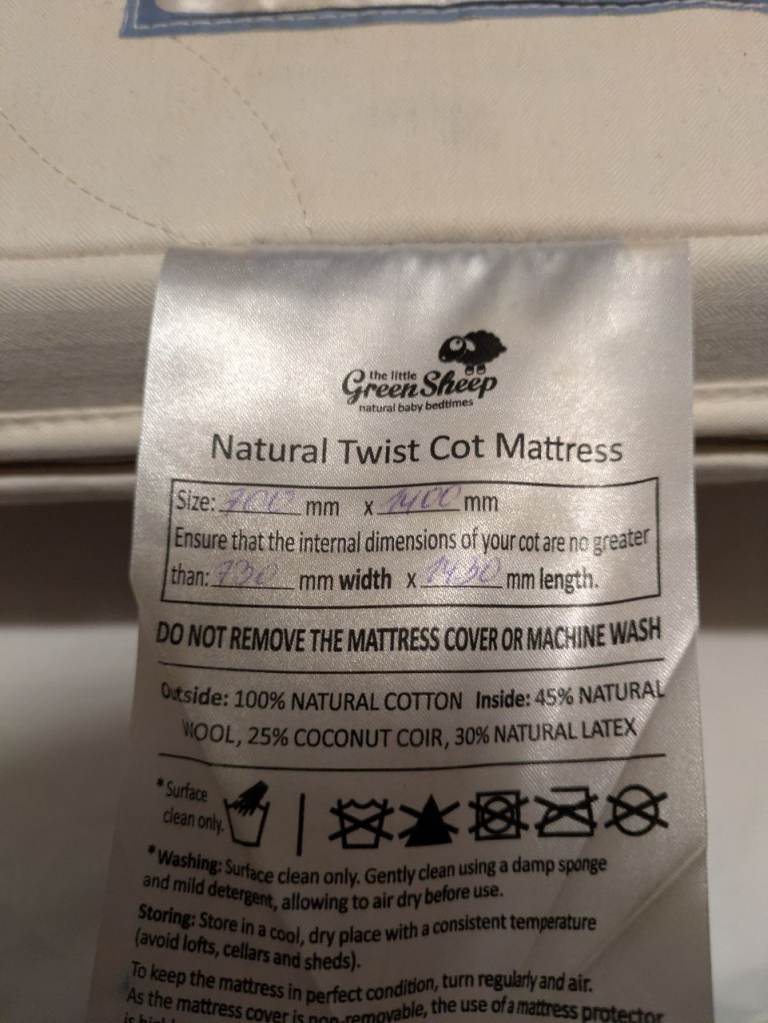 the little
Green Sheep
natural baby bedtimes
Natural Twist Cot Mattress
Size: 700 mm x 1400 mm
Ensure that the internal dimensions of your cot are no greater
than: 730 mm width x 1430 mm length.
DO NOT REMOVE THE MATTRESS COVER OR MACHINE WASH
Outside: 100% NATURAL COTTON Inside: 45% NATURAL
WOOL, 25% COCONUT COIR, 30% NATURAL LATEX
*Surface
clean only.
*Washing: Surface clean only. Gently clean using a damp sponge
and mild detergent, allowing to air dry before use.
Storing: Store in a cool, dry place with a consistent temperature
(avoid lofts, cellars and sheds).
To keep the mattress in perfect condition, turn regularly and air.
As the mattress cover is non-removable, the use of a mattress protector
is